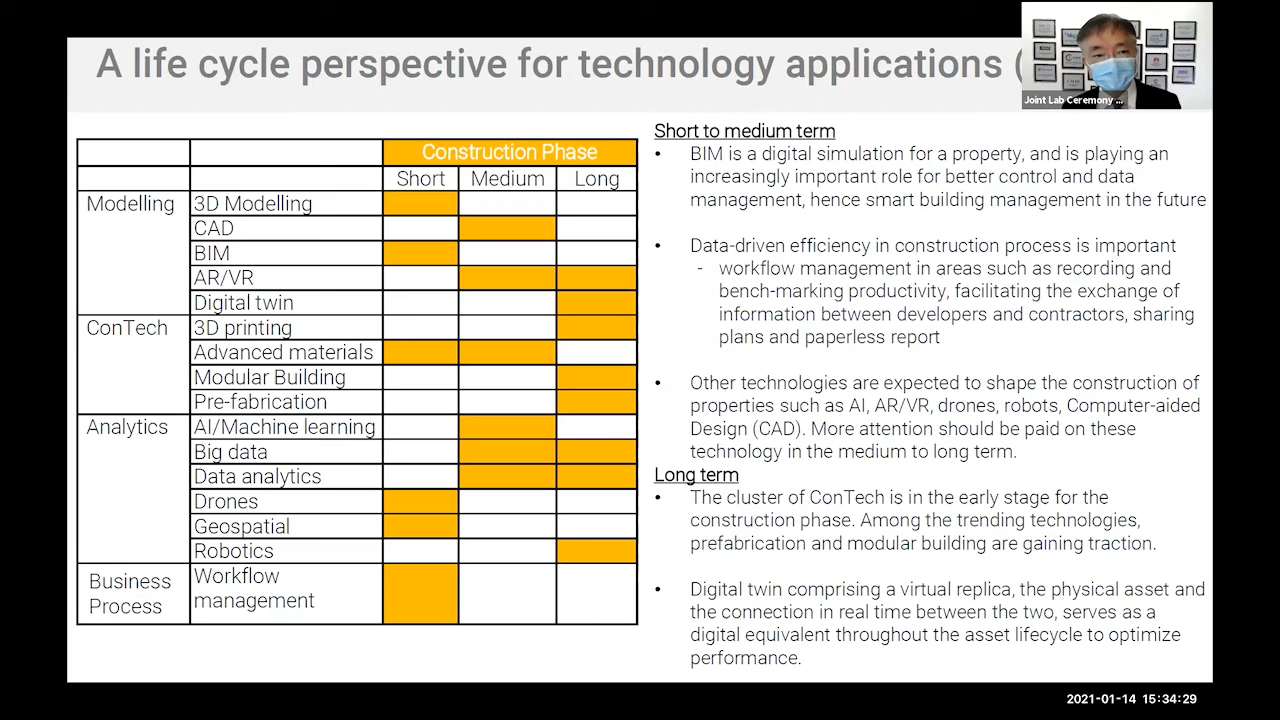 A life cycle perspective for technology applications (
Joint Lab Ceremony ...
Construction Phase
Short Medium Long
Modelling 3D Modelling
CAD
BIM
AR/VR
Digital twin
ConTech 3D printing
Advanced materials
Modular Building
Pre-fabrication
Analytics AI/Machine learning
Big data
Data analytics
Drones
Geospatial
Robotics
Business Process Workflow management
Short to medium term
• BIM is a digital simulation for a property, and is playing an
increasingly important role for better control and data
management, hence smart building management in the future
• Data-driven efficiency in construction process is important
- workflow management in areas such as recording and
bench-marking productivity, facilitating the exchange of
information between developers and contractors, sharing
plans and paperless report
• Other technologies are expected to shape the construction of
properties such as AI, AR/VR, drones, robots, Computer-aided
Design (CAD). More attention should be paid on these
technology in the medium to long term.
Long term
• The cluster of ConTech is in the early stage for the
construction phase. Among the trending technologies,
prefabrication and modular building are gaining traction.
• Digital twin comprising a virtual replica, the physical asset and
the connection in real time between the two, serves as a
digital equivalent throughout the asset lifecycle to optimize
performance.
2021-01-14 15:34:29